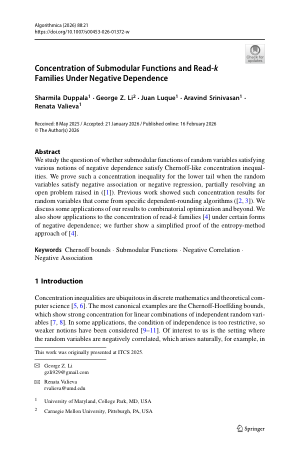 Algorithmica (2026) 88:21
https://doi.org/10.1007/s00453-026-01372-w
Check for
updates
Concentration of Submodular Functions and Read-k
Families Under Negative Dependence
Sharmila Duppala¹ · George Z. Li² · Juan Luque¹ · Aravind Srinivasan¹ ·
Renata Valieva¹
Received: 8 May 2025 / Accepted: 21 January 2026 / Published online: 16 February 2026
© The Author(s) 2026
Abstract
We study the question of whether submodular functions of random variables satisfying
various notions of negative dependence satisfy Chernoff-like concentration inequal-
ities. We prove such a concentration inequality for the lower tail when the random
variables satisfy negative association or negative regression, partially resolving an
open problem raised in ([1]). Previous work showed such concentration results for
random variables that come from specific dependent-rounding algorithms ([2, 3]). We
discuss some applications of our results to combinatorial optimization and beyond. We
also show applications to the concentration of read-k families [4] under certain forms
of negative dependence; we further show a simplified proof of the entropy-method
approach of [4].
Keywords Chernoff bounds · Submodular Functions · Negative Correlation ·
Negative Association
1 Introduction
Concentration inequalities are ubiquitous in discrete mathematics and theoretical com-
puter science [5, 6]. The most canonical examples are the Chernoff-Hoeffding bounds,
which show strong concentration for linear combinations of independent random vari-
ables [7, 8]. In some applications, the condition of independence is too restrictive, so
weaker notions have been considered [9–11]. Of interest to us is the setting where
the random variables are negatively correlated, which arises naturally, for example, in
This work was originally presented at ITCS 2025.
George Z. Li
gzli929@gmail.com
Renata Valieva
rvalieva@umd.edu
1 University of Maryland, College Park, MD, USA
2 Carnegie Mellon University, Pittsburgh, PA, USA
Springer